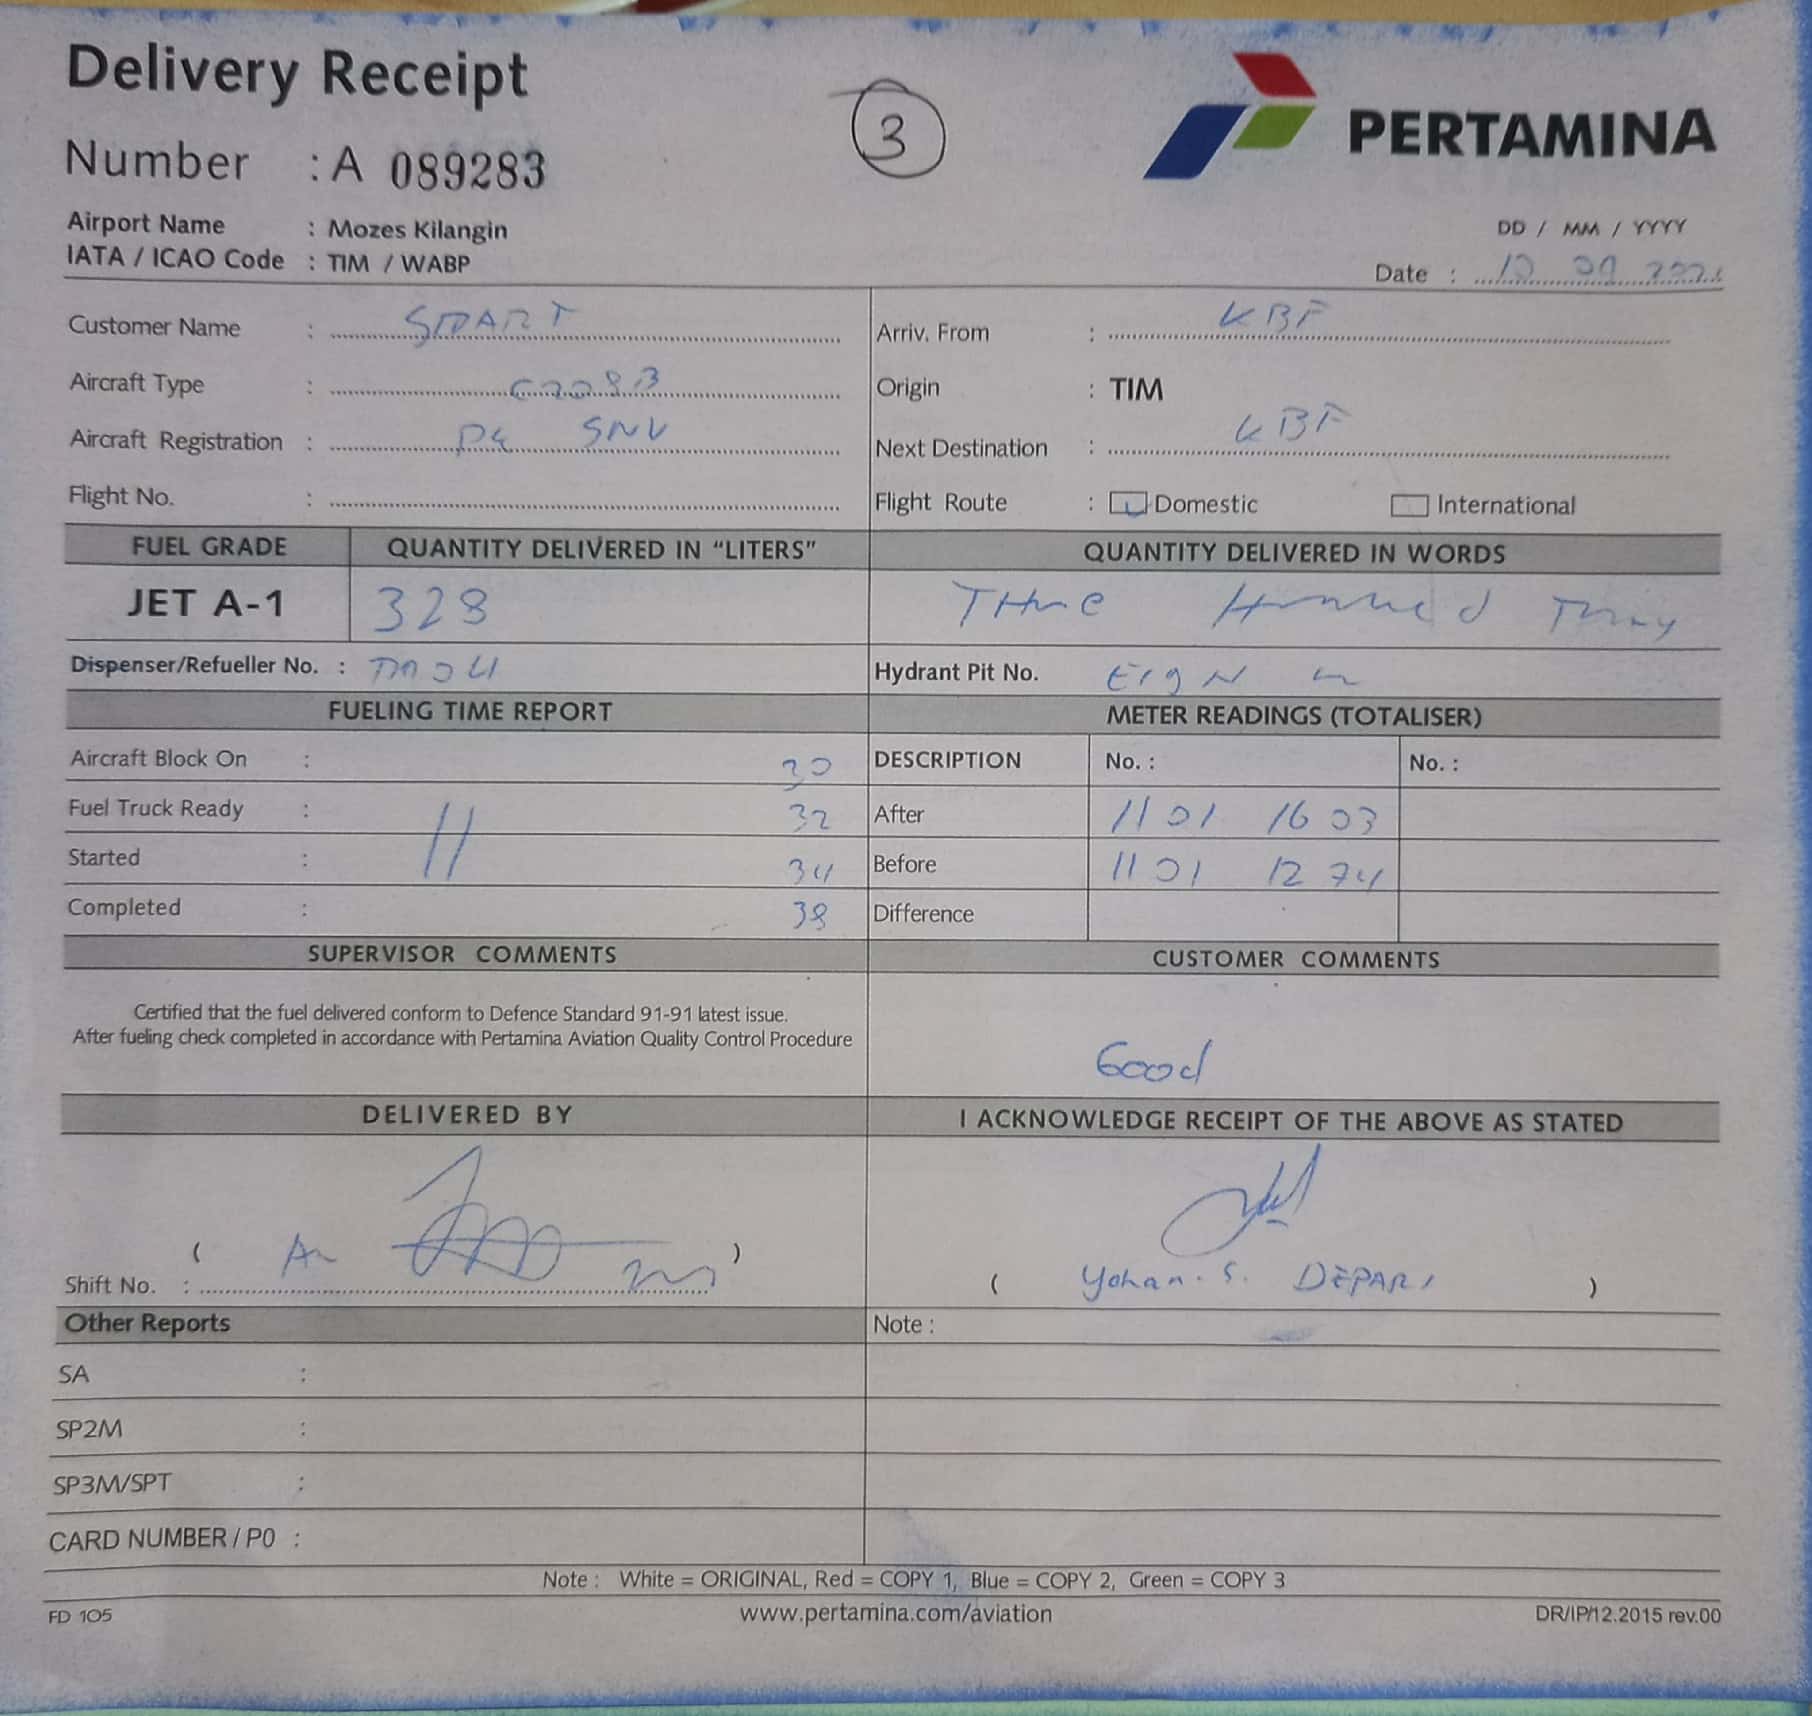 Delivery Receipt
3
PERTAMINA
Number : A 089283
Airport Name : Mozes Kilangin
IATA / ICAO Code : TIM / WABP
DD / MM / YYYY
Date :
Customer Name : SMART
Arriv. From : KBF
Aircraft Type : C208B
Origin : TIM
Aircraft Registration : PK SNV
Next Destination : KBF
Flight No. :
Flight Route : Domestic International
FUEL GRADE QUANTITY DELIVERED IN "LITERS" QUANTITY DELIVERED IN WORDS
JET A-1 328
Dispenser/Refueller No. :
Hydrant Pit No.
FUELING TIME REPORT METER READINGS (TOTALISER)
Aircraft Block On : 30 DESCRIPTION No. : No. :
Fuel Truck Ready : 32 After 1101 1603
11
Started : 34 Before 1101 1274
Completed : 38 Difference
SUPERVISOR COMMENTS CUSTOMER COMMENTS
Certified that the fuel delivered conform to Defence Standard 91-91 latest issue.
After fueling check completed in accordance with Pertamina Aviation Quality Control Procedure
Good
DELIVERED BY I ACKNOWLEDGE RECEIPT OF THE ABOVE AS STATED
( )
Shift No. :
( Yohan. S. DEPARI )
Other Reports Note :
SA :
SP2M :
SP3M/SPT :
CARD NUMBER / PO :
Note : White = ORIGINAL, Red = COPY 1, Blue = COPY 2, Green = COPY 3
FD 105 www.pertamina.com/aviation DR/IP/12.2015 rev.00